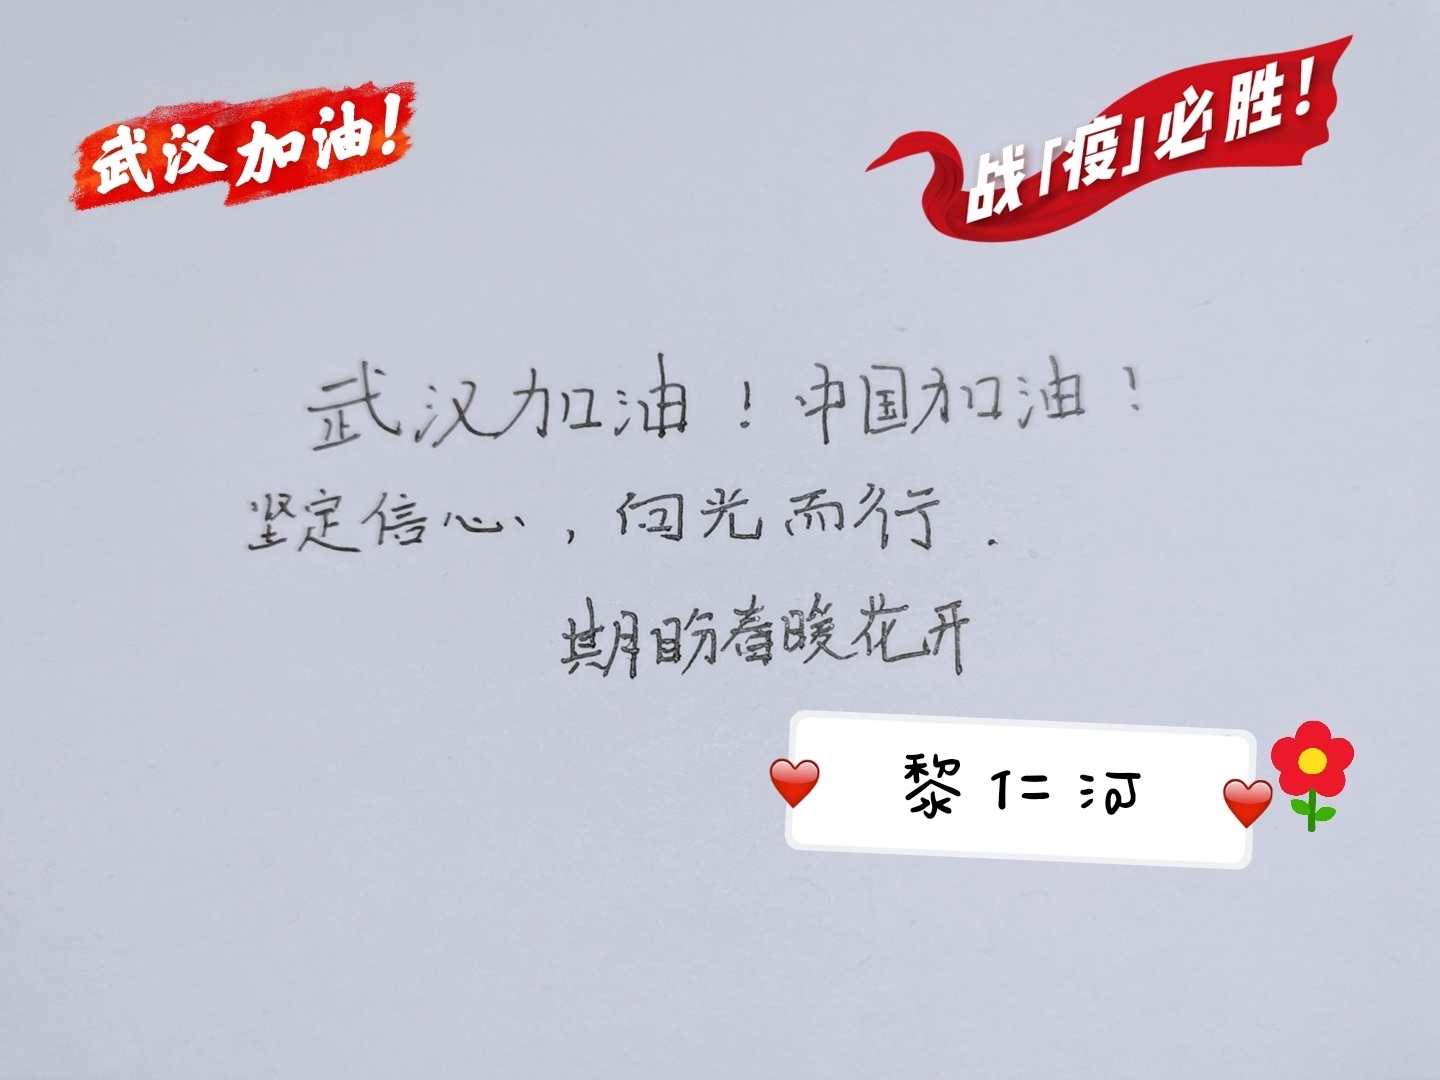 武汉加油!
战「疫」必胜!
武汉加油！中国加油！
坚定信心，向光而行.
期盼春暖花开
黎仁河